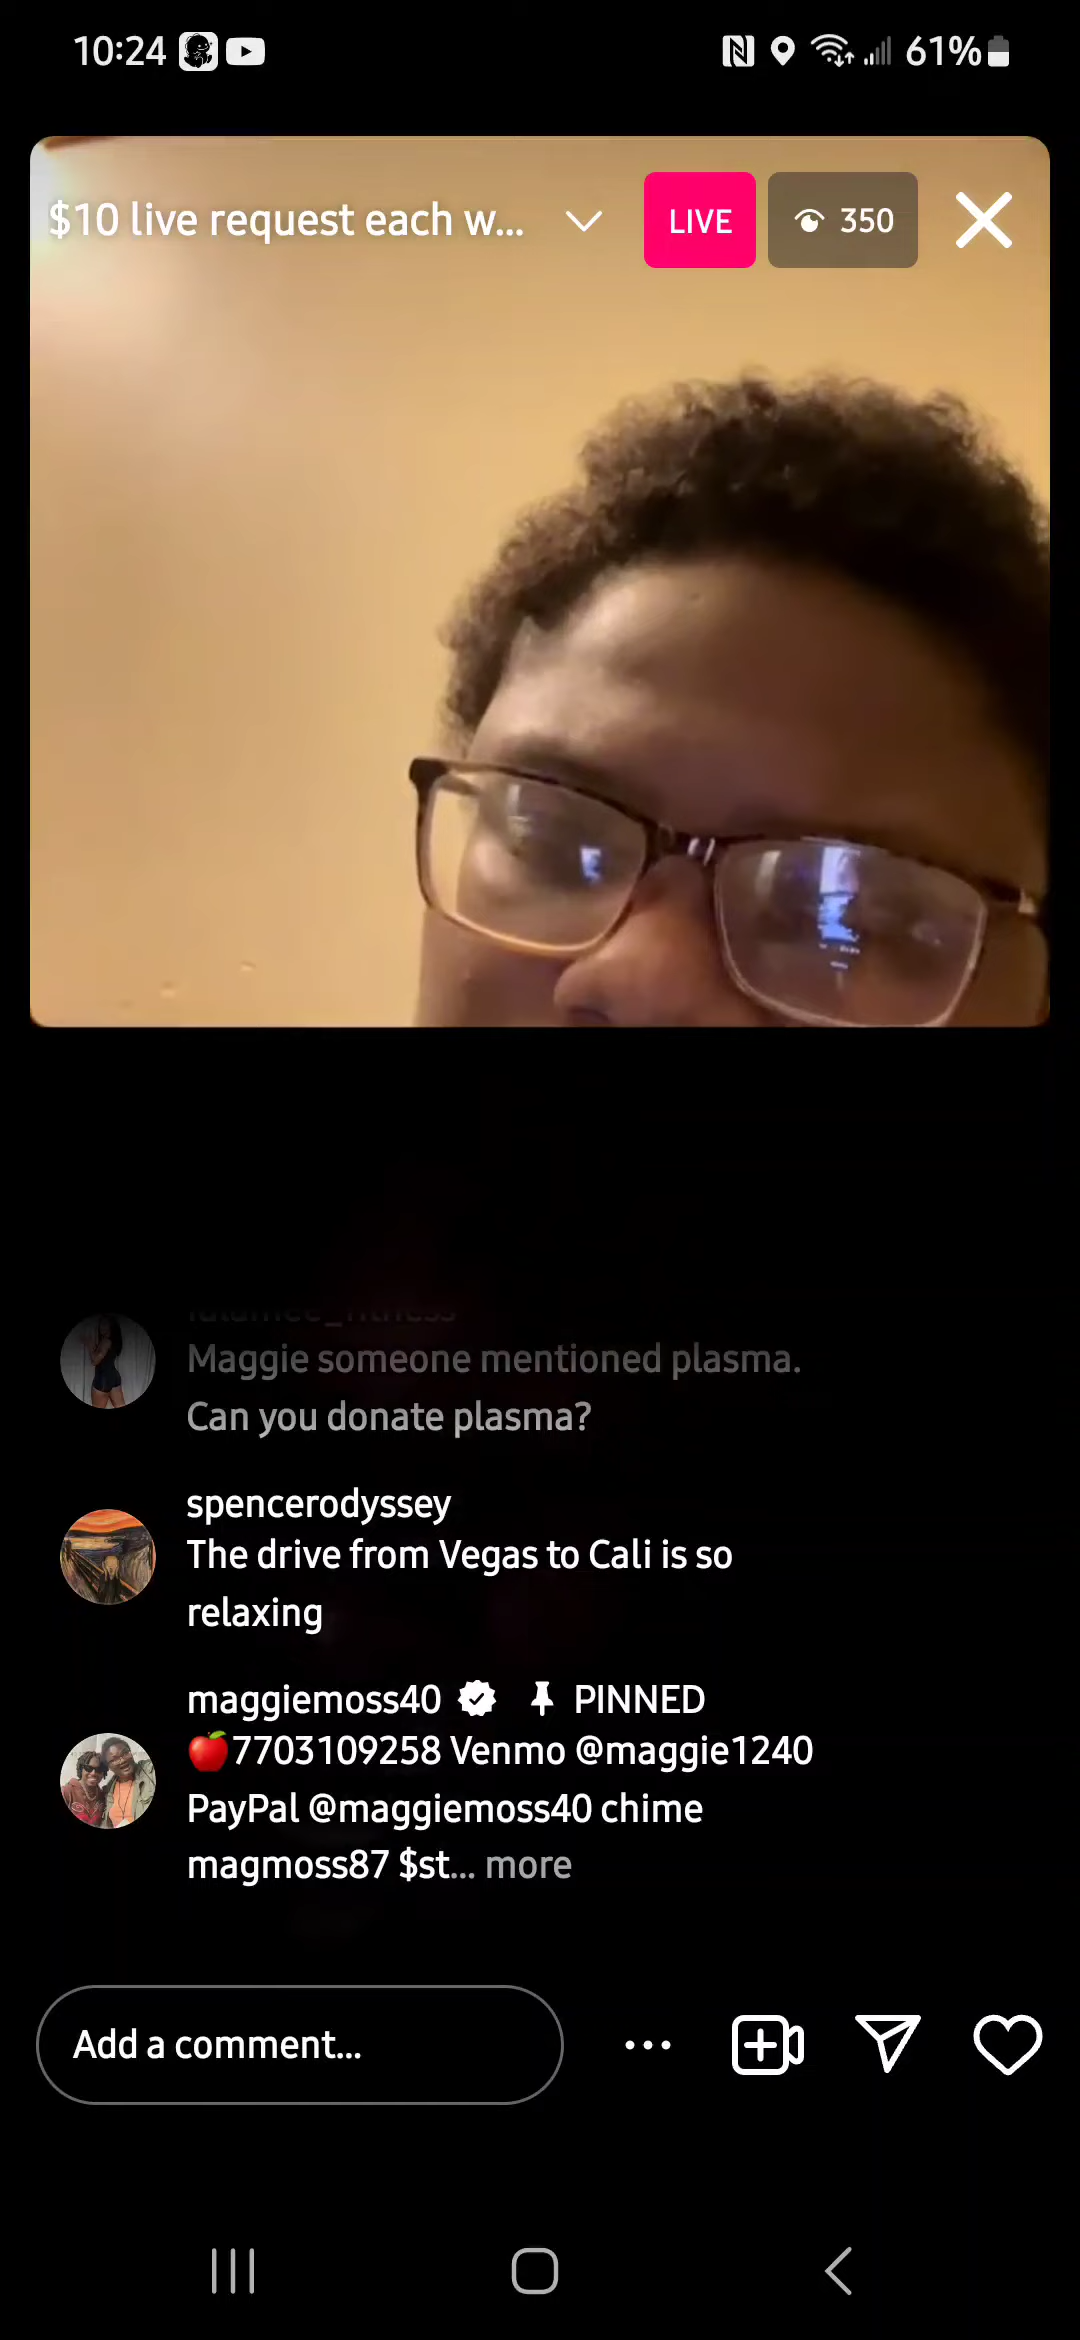 10:24
61%
$10 live request each w...
LIVE
350
Maggie someone mentioned plasma.
Can you donate plasma?
spencerodyssey
The drive from Vegas to Cali is so
relaxing
maggiemoss40 PINNED
🍎7703109258 Venmo @maggie1240
PayPal @maggiemoss40 chime
magmoss87 $st... more
Add a comment...